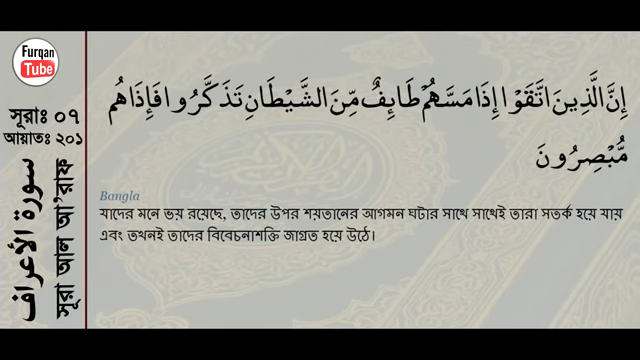 Furqan
Tube
সূরাঃ ০৭
আয়াতঃ ২০১
سورة الأعراف
সূরা আল আ’রাফ
إِنَّ الَّذِينَ اتَّقَوْا إِذَا مَسَّهُمْ طَائِفٌ مِّنَ الشَّيْطَانِ تَذَكَّرُوا فَإِذَا هُم
مُّبْصِرُونَ
Bangla
যাদের মনে ভয় রয়েছে, তাদের উপর শয়তানের আগমন ঘটার সাথে সাথেই তারা সতর্ক হয়ে যায়
এবং তখনই তাদের বিবেচনাশক্তি জাগ্রত হয়ে উঠে।